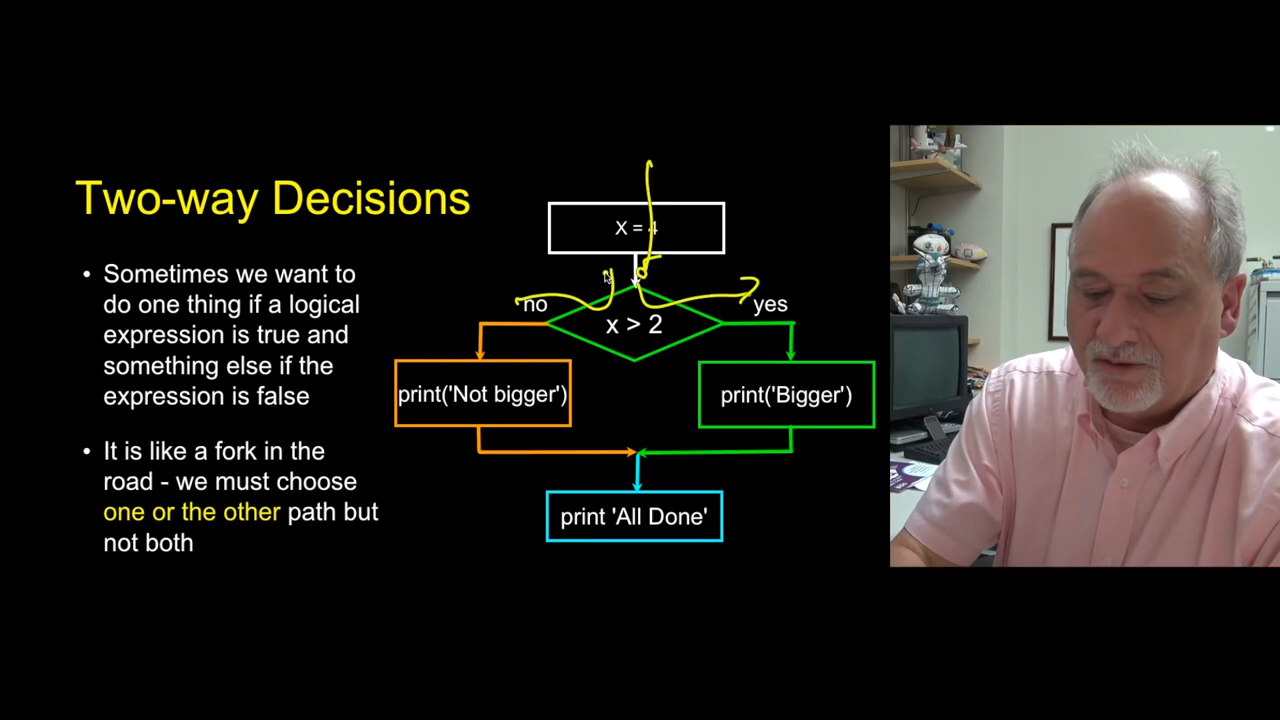 Two-way Decisions
• Sometimes we want to
do one thing if a logical
expression is true and
something else if the
expression is false
• It is like a fork in the
road - we must choose
one or the other path but
not both
X = 4
no
yes
x > 2
print('Not bigger')
print('Bigger')
print 'All Done'